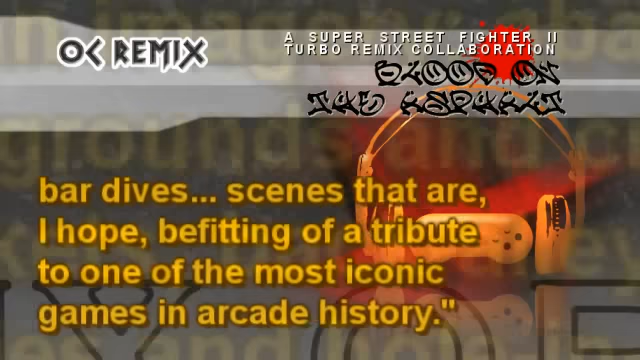 OC REMIX
A SUPER STREET FIGHTER II
TURBO REMIX COLLABORATION
BLOOD ON
THE ASPHALT
bar dives... scenes that are,
I hope, befitting of a tribute
to one of the most iconic
games in arcade history."